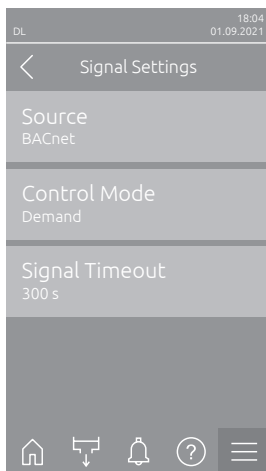 18:04
DL 01.09.2021
Signal Settings
Source
BACnet
Control Mode
Demand
Signal Timeout
300 s
?